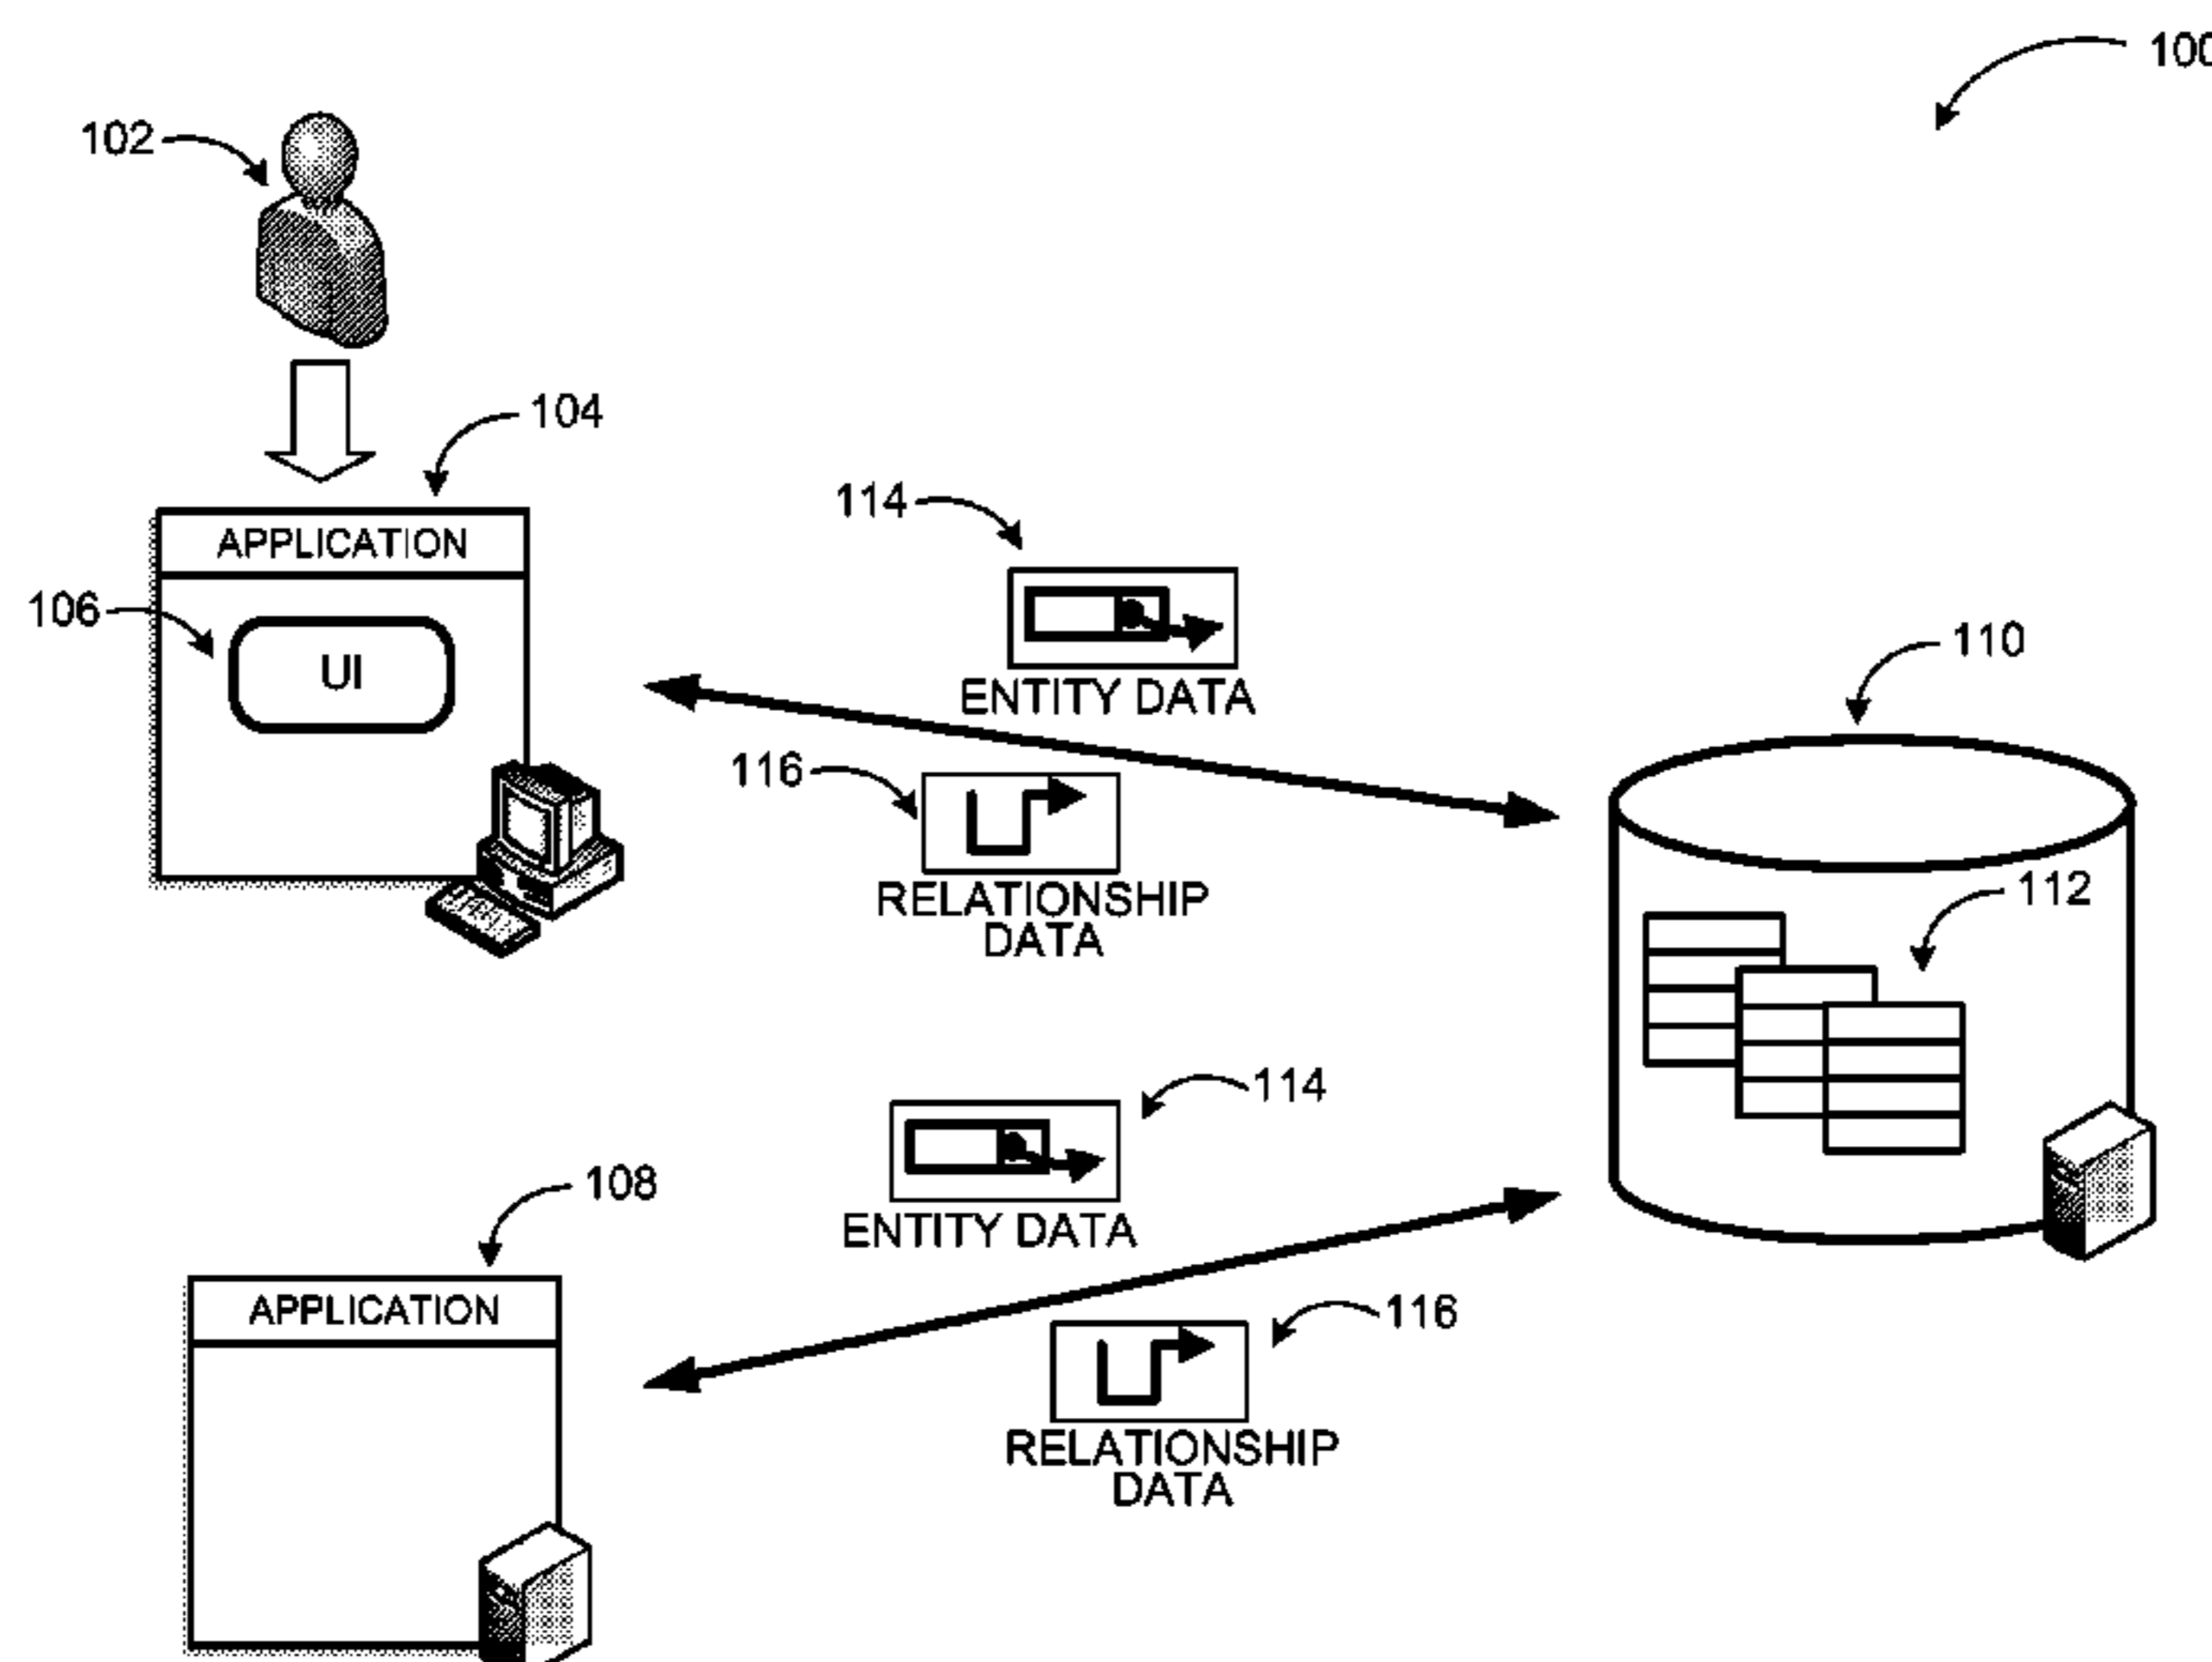 100
102
104
APPLICATION
106
UI
114
ENTITY DATA
116
RELATIONSHIP
DATA
110
112
114
ENTITY DATA
108
APPLICATION
116
RELATIONSHIP
DATA